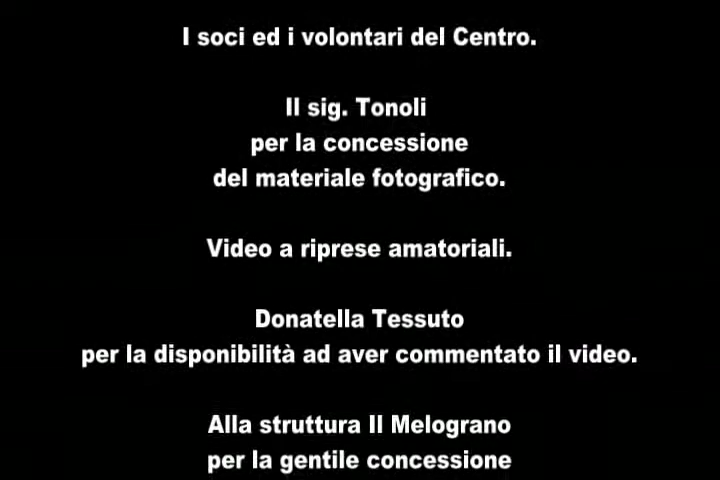 I soci ed i volontari del Centro.
Il sig. Tonoli
per la concessione
del materiale fotografico.
Video a riprese amatoriali.
Donatella Tessuto
per la disponibilità ad aver commentato il video.
Alla struttura Il Melograno
per la gentile concessione